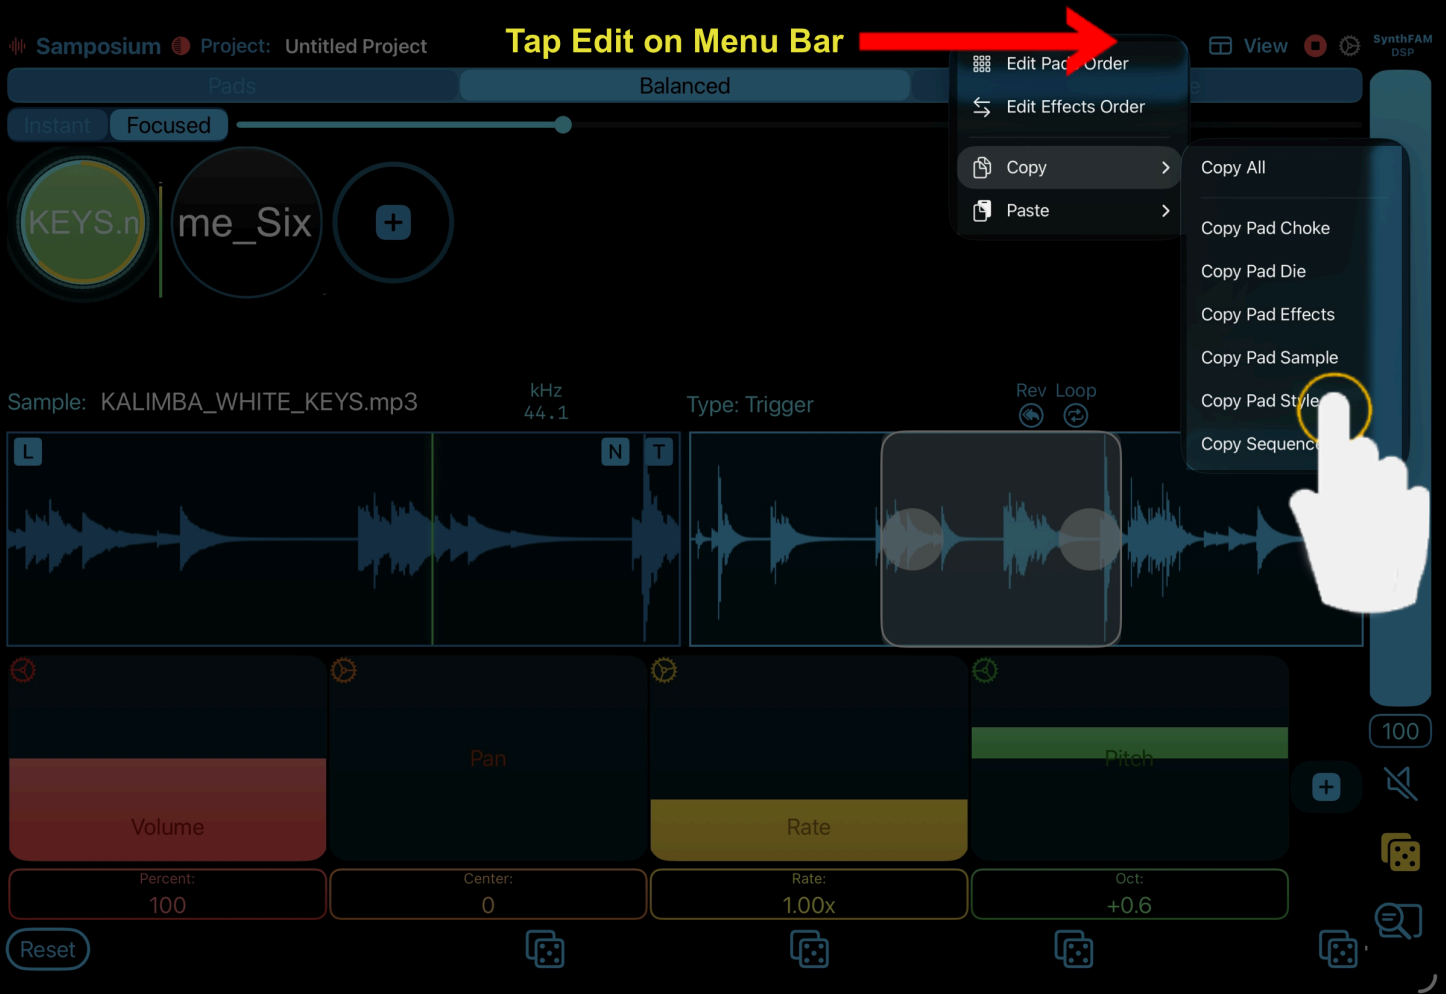 Samposium Project: Untitled Project
Tap Edit on Menu Bar
View
SynthFAM
DSP
Pads
Balanced
e
Instant
Focused
Edit Pads Order
Edit Effects Order
Copy
Paste
Copy All
Copy Pad Choke
Copy Pad Die
Copy Pad Effects
Copy Pad Sample
Copy Pad Style
Copy Sequenc
KEYS.n
me_Six
Sample: KALIMBA_WHITE_KEYS.mp3
kHz
44.1
Type: Trigger
Rev Loop
L
N
T
Volume
Pan
Rate
Pitch
100
Percent:
100
Center:
0
Rate:
1.00x
Oct:
+0.6
Reset